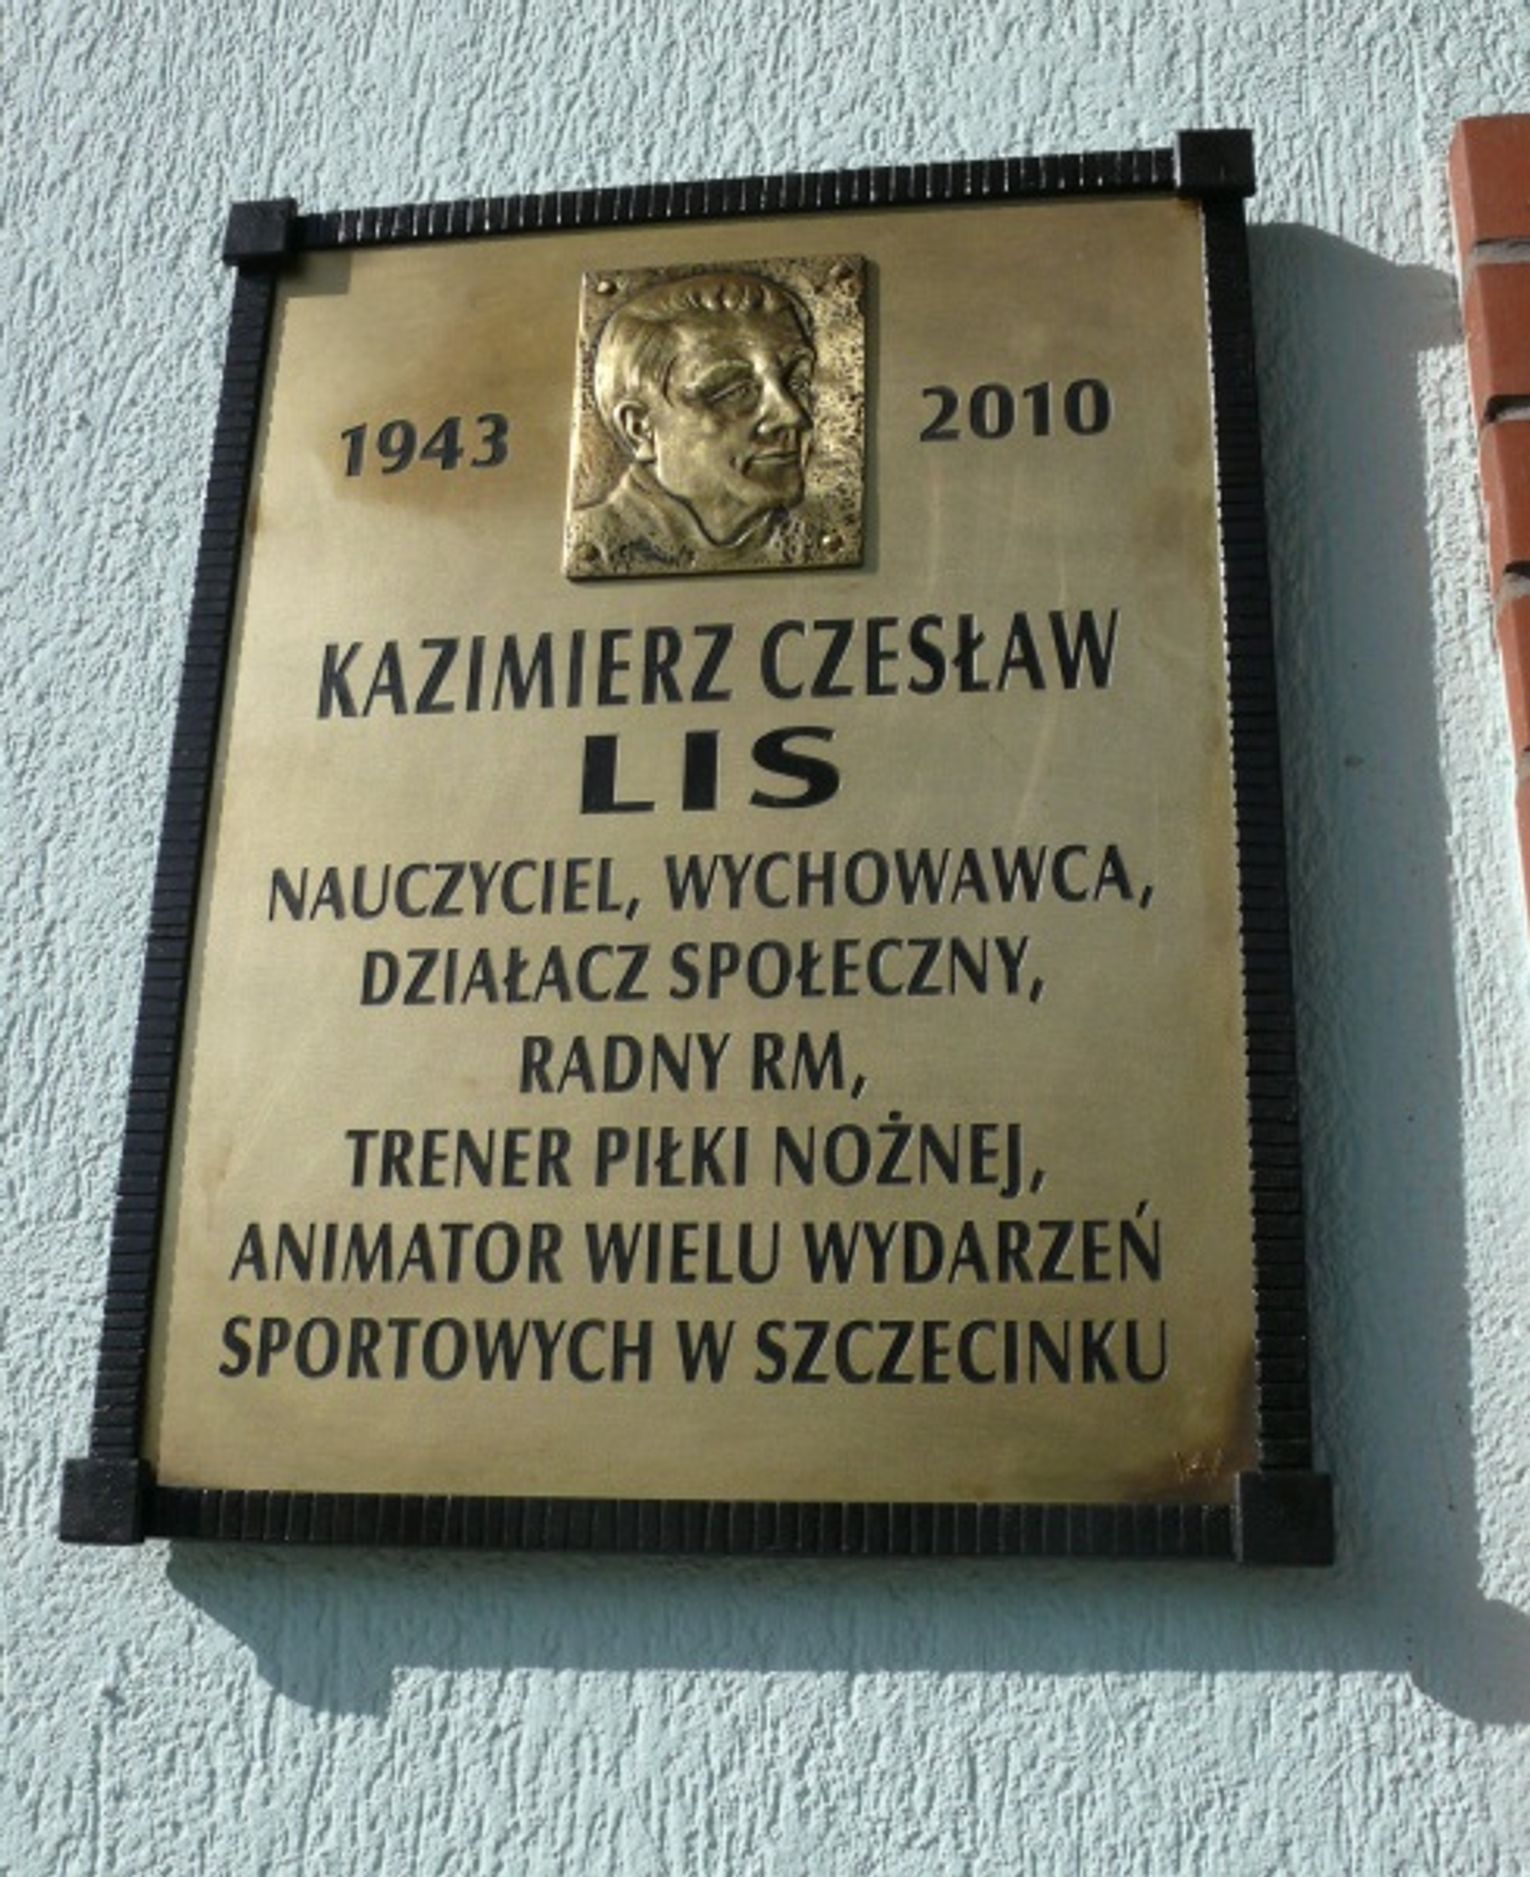 1943 2010
KAZIMIERZ CZESŁAW
LIS
NAUCZYCIEL, WYCHOWAWCA,
DZIAŁACZ SPOŁECZNY,
RADNY RM,
TRENER PIŁKI NOŻNEJ,
ANIMATOR WIELU WYDARZEŃ
SPORTOWYCH W SZCZECINKU